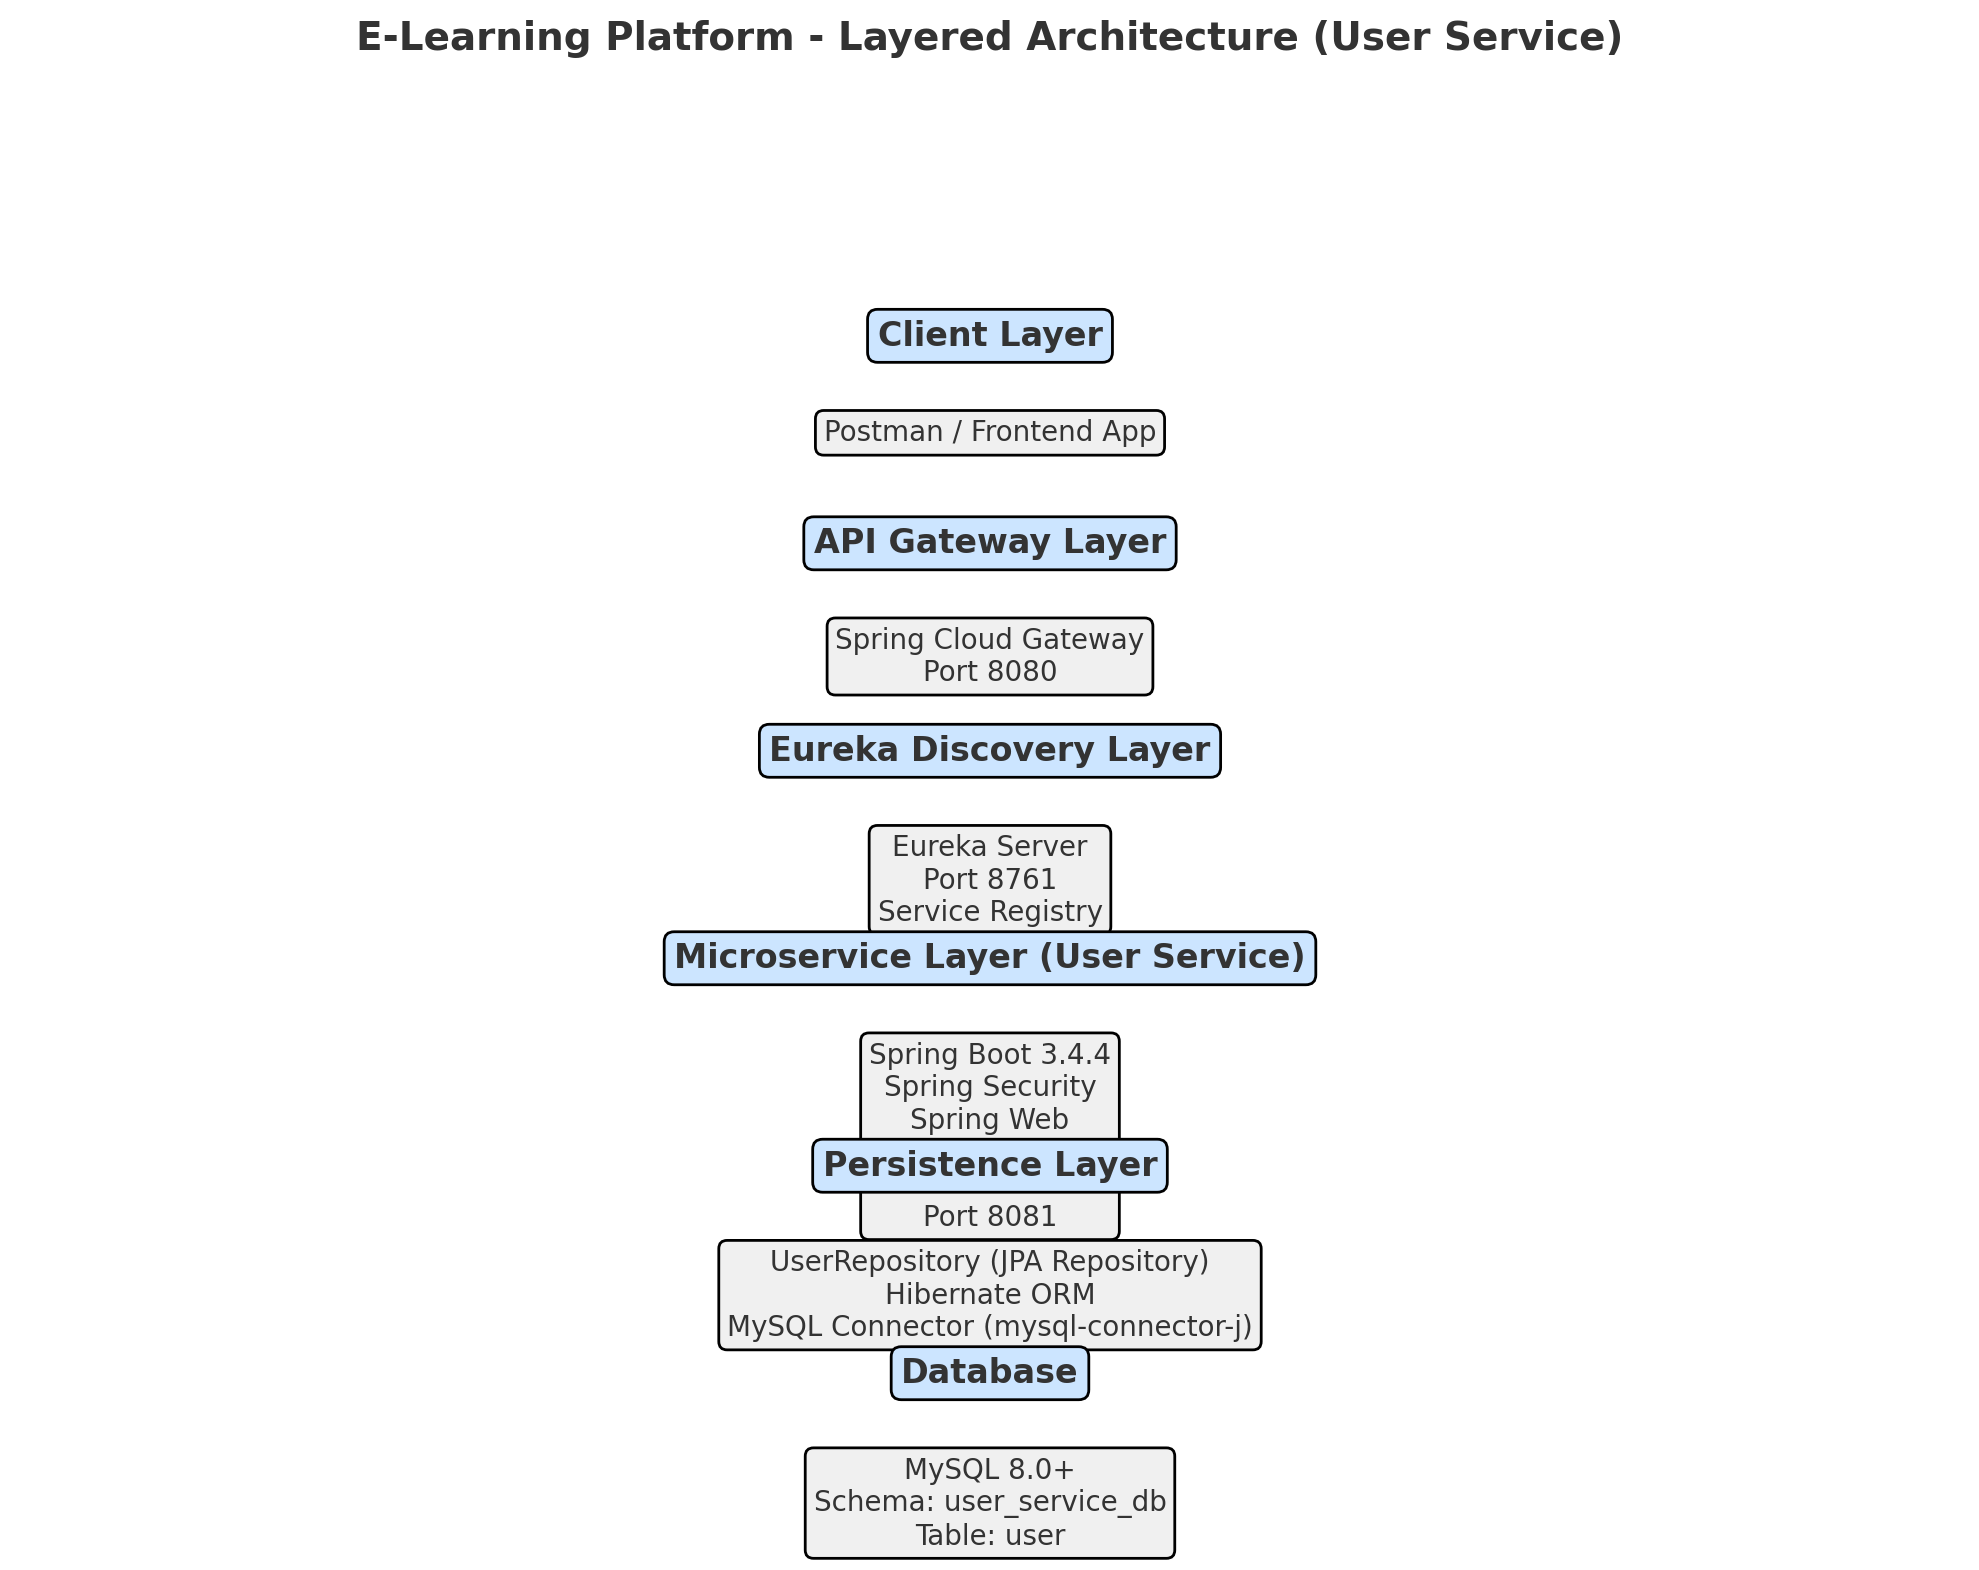 E-Learning Platform - Layered Architecture (User Service)
Client Layer
Postman / Frontend App
API Gateway Layer
Spring Cloud Gateway
Port 8080
Eureka Discovery Layer
Eureka Server
Port 8761
Service Registry
Microservice Layer (User Service)
Spring Boot 3.4.4
Spring Security
Spring Web
Persistence Layer
Port 8081
UserRepository (JPA Repository)
Hibernate ORM
MySQL Connector (mysql-connector-j)
Database
MySQL 8.0+
Schema: user_service_db
Table: user